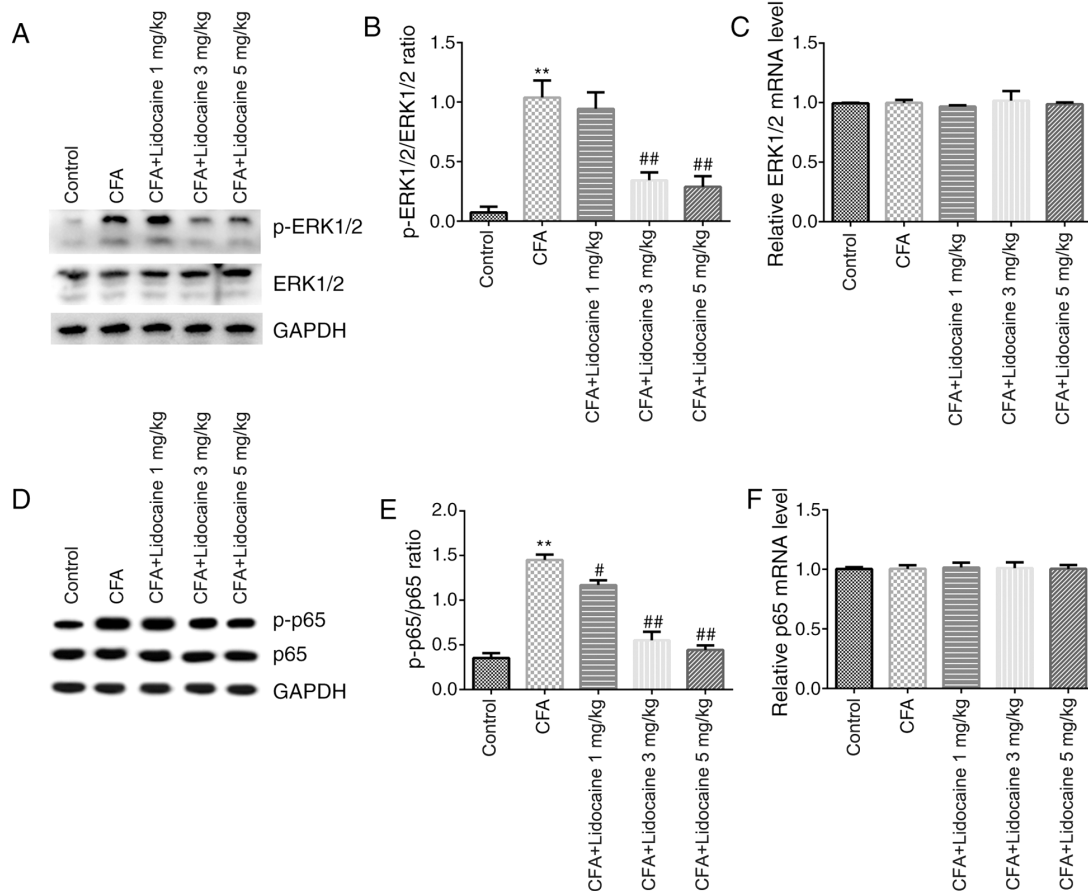 A
Control
CFA
CFA+Lidocaine 1 mg/kg
CFA+Lidocaine 3 mg/kg
CFA+Lidocaine 5 mg/kg
p-ERK1/2
ERK1/2
GAPDH
B
p-ERK1/2/ERK1/2 ratio
1.5
1.0
0.5
0.0
**
##
##
Control
CFA
CFA+Lidocaine 1 mg/kg
CFA+Lidocaine 3 mg/kg
CFA+Lidocaine 5 mg/kg
C
Relative ERK1/2 mRNA level
1.5
1.0
0.5
0.0
Control
CFA
CFA+Lidocaine 1 mg/kg
CFA+Lidocaine 3 mg/kg
CFA+Lidocaine 5 mg/kg
D
Control
CFA
CFA+Lidocaine 1 mg/kg
CFA+Lidocaine 3 mg/kg
CFA+Lidocaine 5 mg/kg
p-p65
p65
GAPDH
E
p-p65/p65 ratio
2.0
1.5
1.0
0.5
0.0
**
#
##
##
Control
CFA
CFA+Lidocaine 1 mg/kg
CFA+Lidocaine 3 mg/kg
CFA+Lidocaine 5 mg/kg
F
Relative p65 mRNA level
1.5
1.0
0.5
0.0
Control
CFA
CFA+Lidocaine 1 mg/kg
CFA+Lidocaine 3 mg/kg
CFA+Lidocaine 5 mg/kg